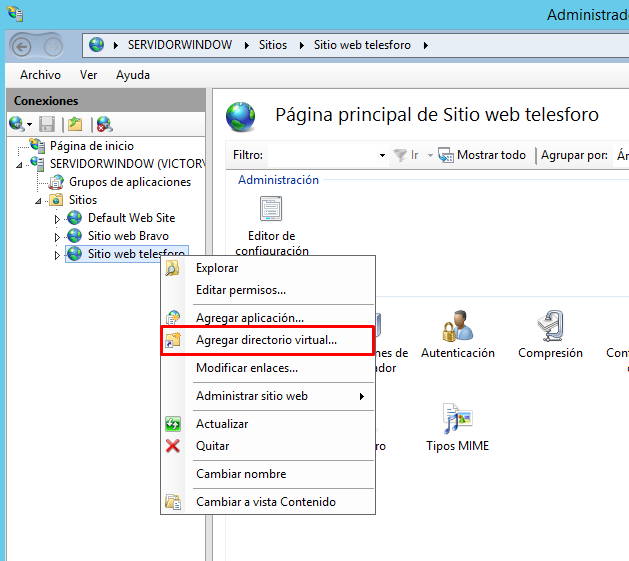 Administrad
SERVIDORWINDOW
Sitios
Sitio web telesforo
Archivo Ver Ayuda
Conexiones
Página de inicio
SERVIDORWINDOW (VICTORV
Grupos de aplicaciones
Sitios
Default Web Site
Sitio web Bravo
Sitio web telesforo
Página principal de Sitio web telesforo
Filtro: Ir Mostrar todo Agrupar por: Ár
Administración
Editor de
configuración
Explorar
Editar permisos...
Agregar aplicación...
Agregar directorio virtual...
Modificar enlaces...
Administrar sitio web
Actualizar
Quitar
Cambiar nombre
Cambiar a vista Contenido
nes de
ador
Autenticación
Compresión
Con
ro
Tipos MIME